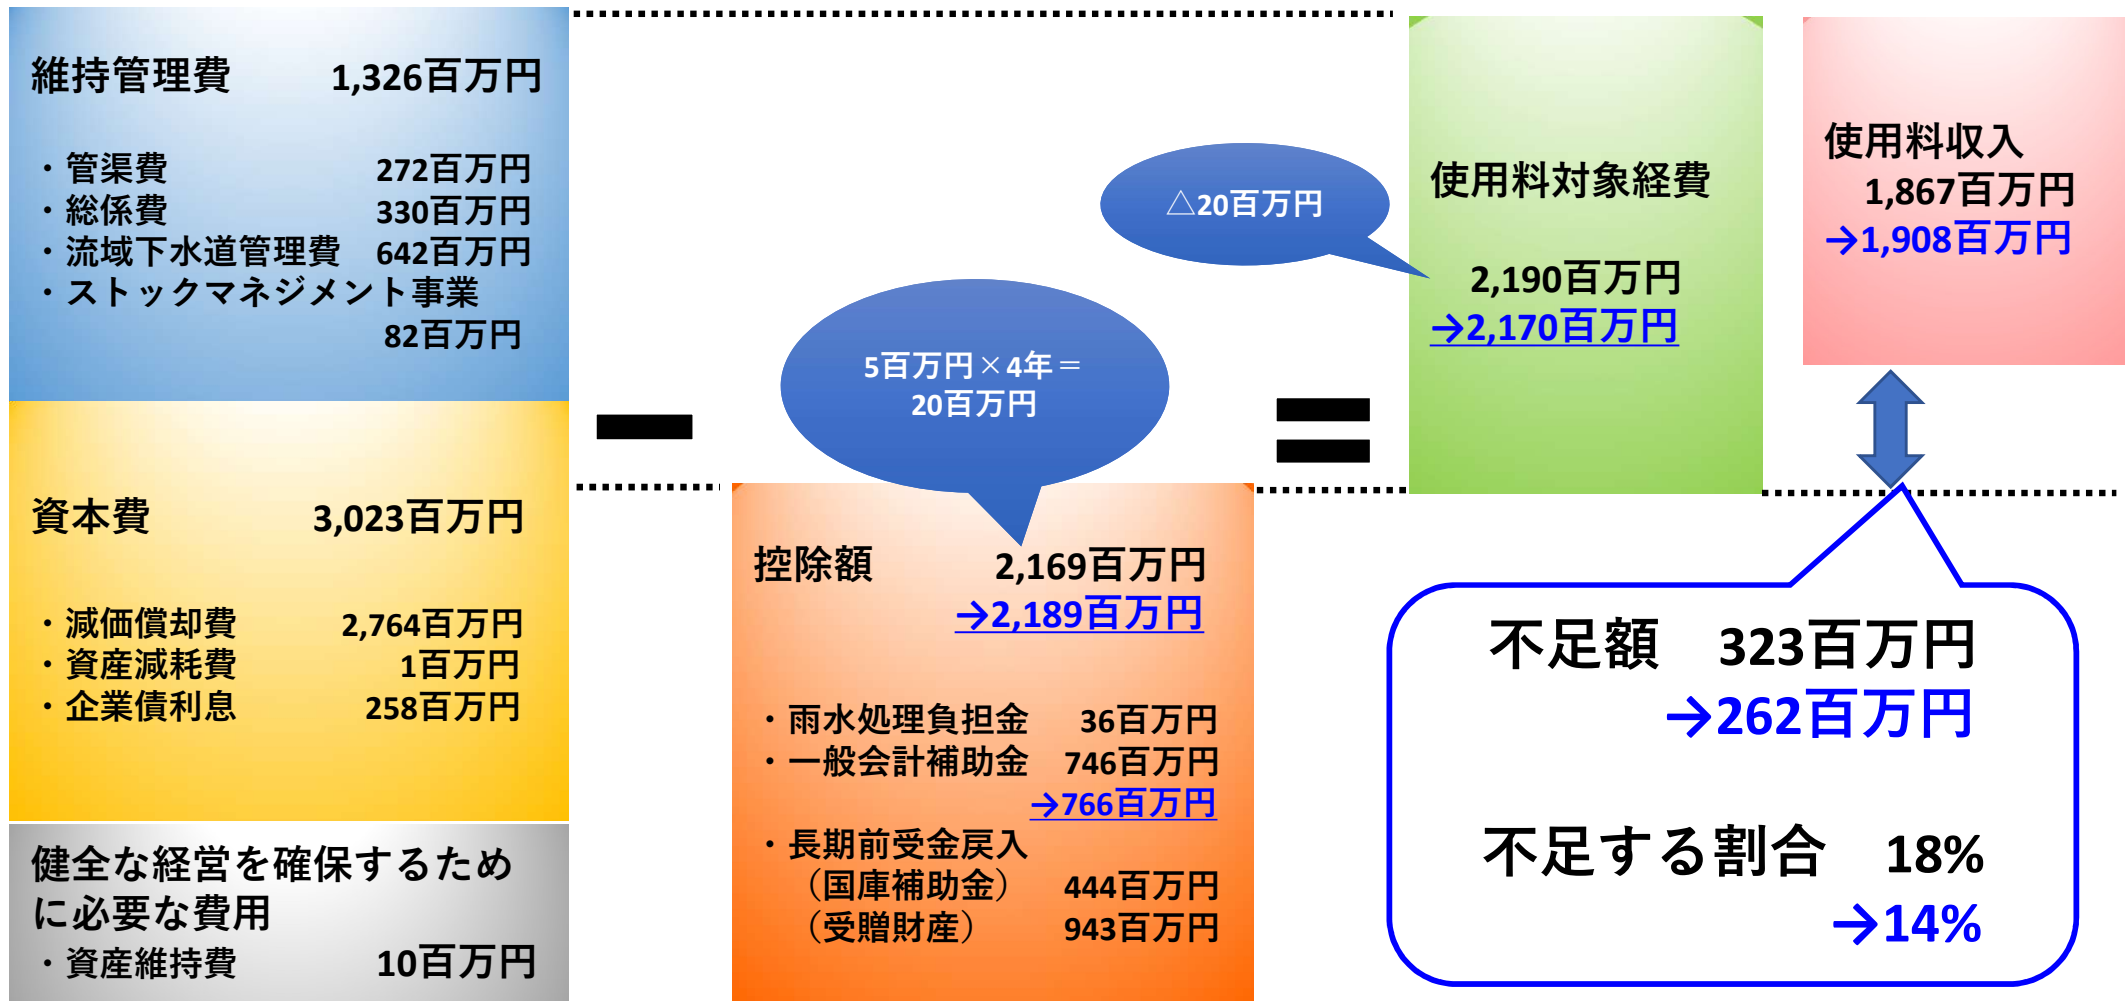 維持管理費 1,326百万円
・管渠費 272百万円
・総係費 330百万円
・流域下水道管理費 642百万円
・ストックマネジメント事業
82百万円
資本費 3,023百万円
・減価償却費 2,764百万円
・資産減耗費 1百万円
・企業債利息 258百万円
健全な経営を確保するため
に必要な費用
・資産維持費 10百万円
5百万円×4年＝
20百万円
控除額 2,169百万円
→2,189百万円
・雨水処理負担金 36百万円
・一般会計補助金 746百万円
→766百万円
・長期前受金戻入
（国庫補助金） 444百万円
（受贈財産） 943百万円
△20百万円
使用料対象経費
2,190百万円
→2,170百万円
使用料収入
1,867百万円
→1,908百万円
不足額 323百万円
→262百万円
不足する割合 18%
→14%